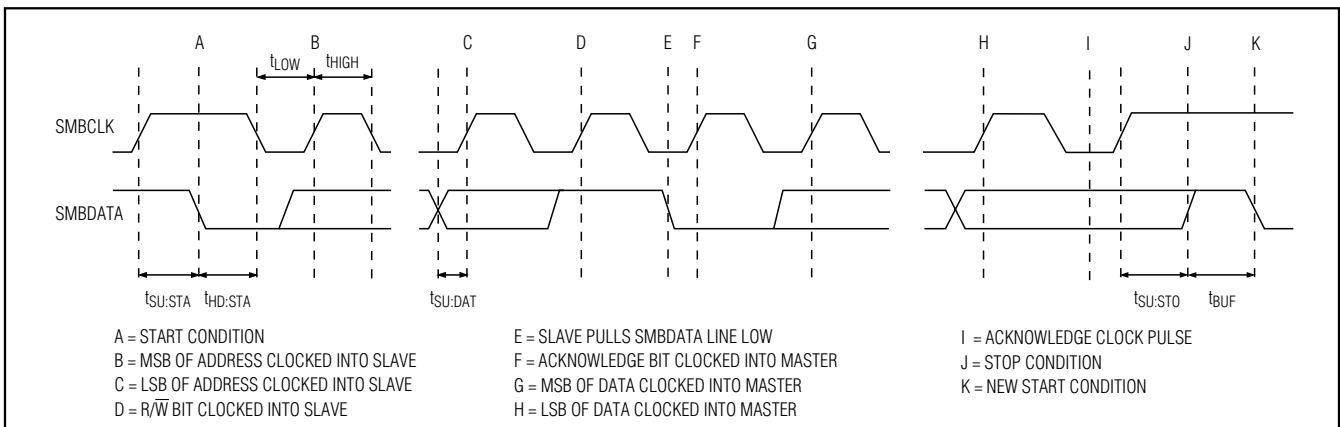 A B C D E F G H I J K
tLOW tHIGH
SMBCLK
SMBDATA
tSU:STA tHD:STA tSU:DAT tSU:STO tBUF
A = START CONDITION
B = MSB OF ADDRESS CLOCKED INTO SLAVE
C = LSB OF ADDRESS CLOCKED INTO SLAVE
D = R/W̅ BIT CLOCKED INTO SLAVE
E = SLAVE PULLS SMBDATA LINE LOW
F = ACKNOWLEDGE BIT CLOCKED INTO MASTER
G = MSB OF DATA CLOCKED INTO MASTER
H = LSB OF DATA CLOCKED INTO MASTER
I = ACKNOWLEDGE CLOCK PULSE
J = STOP CONDITION
K = NEW START CONDITION